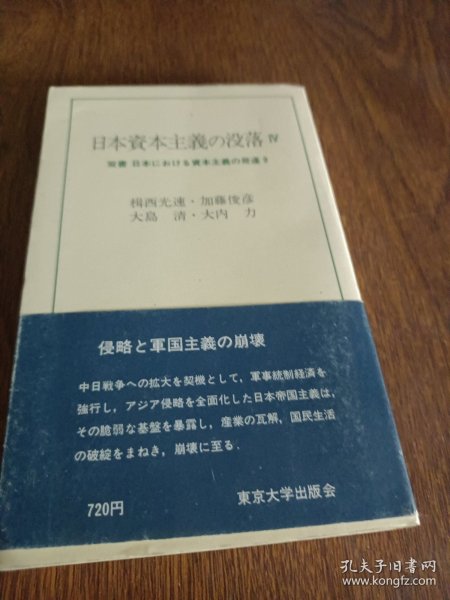 日本資本主義の没落 Ⅳ
双書 日本における資本主義の発達 9
楫西光速・加藤俊彦
大島 清・大内 力
侵略と軍国主義の崩壊
中日戦争への拡大を契機として，軍事統制経済を
強行し，アジア侵略を全面化した日本帝国主義は，
その脆弱な基盤を暴露し，産業の瓦解，国民生活
の破綻をまねき，崩壊に至る．
720円
東京大学出版会
孔夫子旧书网
www.kongfz.com